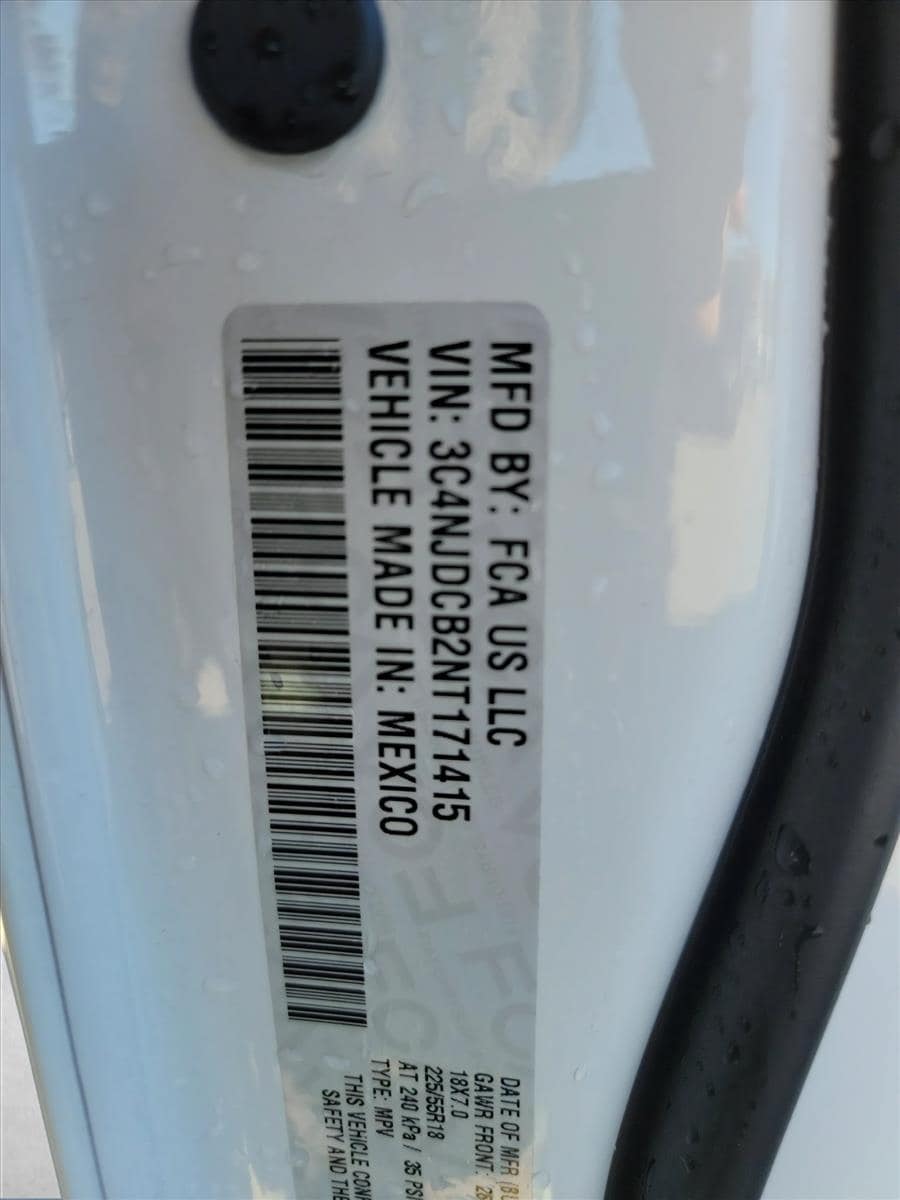 MFD BY: FCA US LLC
VIN: 3C4NJDCB2NT171415
VEHICLE MADE IN: MEXICO
DATE OF MFR
GAWR FRONT:
18X7.0
225/55R18
AT 240 kPa / 35 PSI
TYPE: MPV
THIS VEHICLE
SAFETY AND